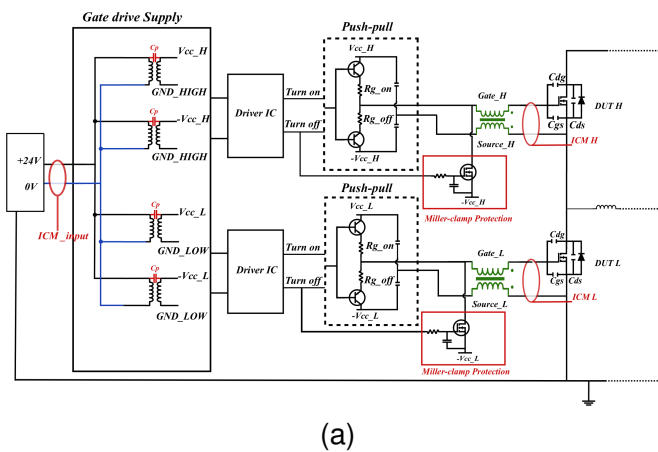 Gate drive Supply
Cp
Vcc_H
GND_HIGH
Cp
-Vcc_H
GND_HIGH
Cp
Vcc_L
GND_LOW
Cp
-Vcc_L
GND_LOW
+24V
0V
ICM_input
Driver IC
Turn on
Turn off
Push-pull
Vcc_H
Rg_on
Rg_off
-Vcc_H
Gate_H
Source_H
Cdg
Cgs
Cds
DUT H
ICM H
-Vcc_H
Miller-clamp Protection
Driver IC
Turn on
Turn off
Push-pull
Vcc_L
Rg_on
Rg_off
-Vcc_L
Gate_L
Source_L
Cdg
Cgs
Cds
DUT L
ICM L
-Vcc_L
Miller-clamp Protection
(a)